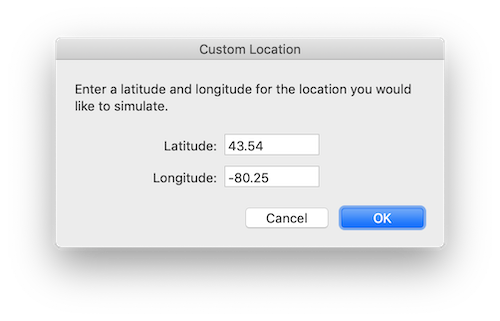 Custom Location
Enter a latitude and longitude for the location you would
like to simulate.
Latitude: 43.54
Longitude: -80.25
Cancel OK